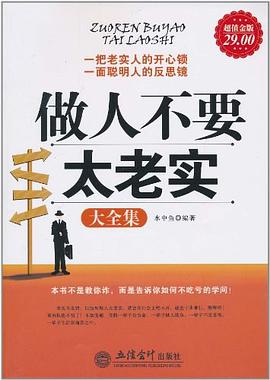 ZUOREN BUYAO
TAI LAOSHI
一把老实人的开心锁
一面聪明人的反思镜
超值金版
29.00
做人不要
太老实
大全集
水中鱼◎编著
本书不是教你诈，而是告诉你如何不吃亏的学问！
立信会计出版社